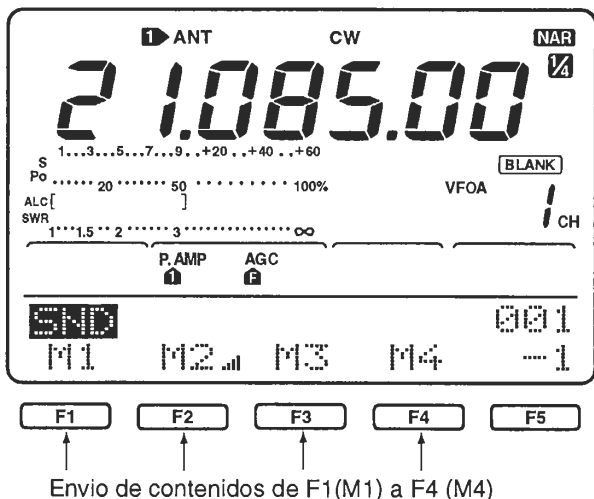 1 ANT CW NAR
21.085.00 1/4
S 1...3...5...7...9..+20..+40..+60
Po ......20......50.........100% VFOA BLANK
ALC [ ] 1 CH
SWR 1...1.5..2......3...............∞
P.AMP AGC
1 F
SND 001
M1 M2 M3 M4 —1
F1 F2 F3 F4 F5
Envio de contenidos de F1(M1) a F4 (M4)